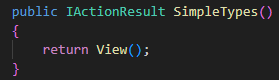 public IActionResult SimpleTypes()
{
    return View();
}